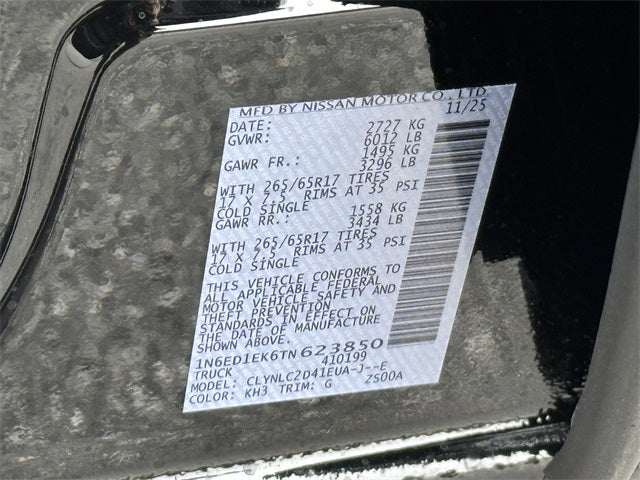 MFD BY NISSAN MOTOR CO., LTD.
DATE: 11/25
GVWR: 2727 KG
6012 LB
GAWR FR.: 1495 KG
3296 LB
WITH 265/65R17 TIRES
17 X 7.5 RIMS AT 35 PSI
COLD SINGLE
GAWR RR.: 1558 KG
3434 LB
WITH 265/65R17 TIRES
17 X 7.5 RIMS AT 35 PSI
COLD SINGLE
THIS VEHICLE CONFORMS TO
ALL APPLICABLE FEDERAL
MOTOR VEHICLE SAFETY AND
THEFT PREVENTION
STANDARDS IN EFFECT ON
THE DATE OF MANUFACTURE
SHOWN ABOVE.
1N6ED1EK6TN623850
TRUCK 410199
MODEL: CLYNLC2D41EUA-J--E
COLOR: KH3 TRIM: G ZS00A